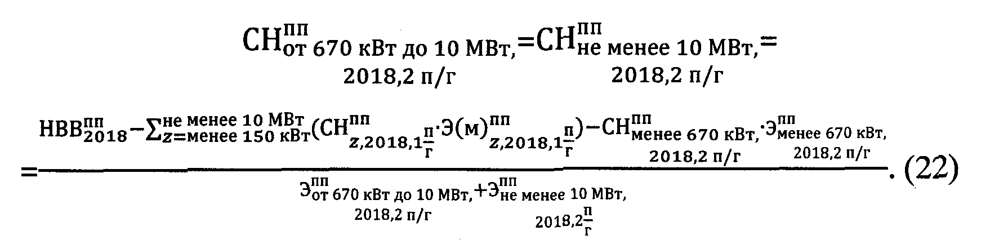 СН^пп_от 670 кВт до 10 МВт, 2018,2 п/г = СН^пп_не менее 10 МВт, 2018,2 п/г =
= (НВВ^пп_2018 − ∑^не менее 10 МВт_z=менее 150 кВт (СН^пп_z,2018,1 п/г · Э(м)^пп_z,2018,1 п/г) − СН^пп_менее 670 кВт, 2018,2 п/г · Э^пп_менее 670 кВт, 2018,2 п/г)
/ (Э^пп_от 670 кВт до 10 МВт, 2018,2 п/г + Э^пп_не менее 10 МВт, 2018,2 п/г) . (22)